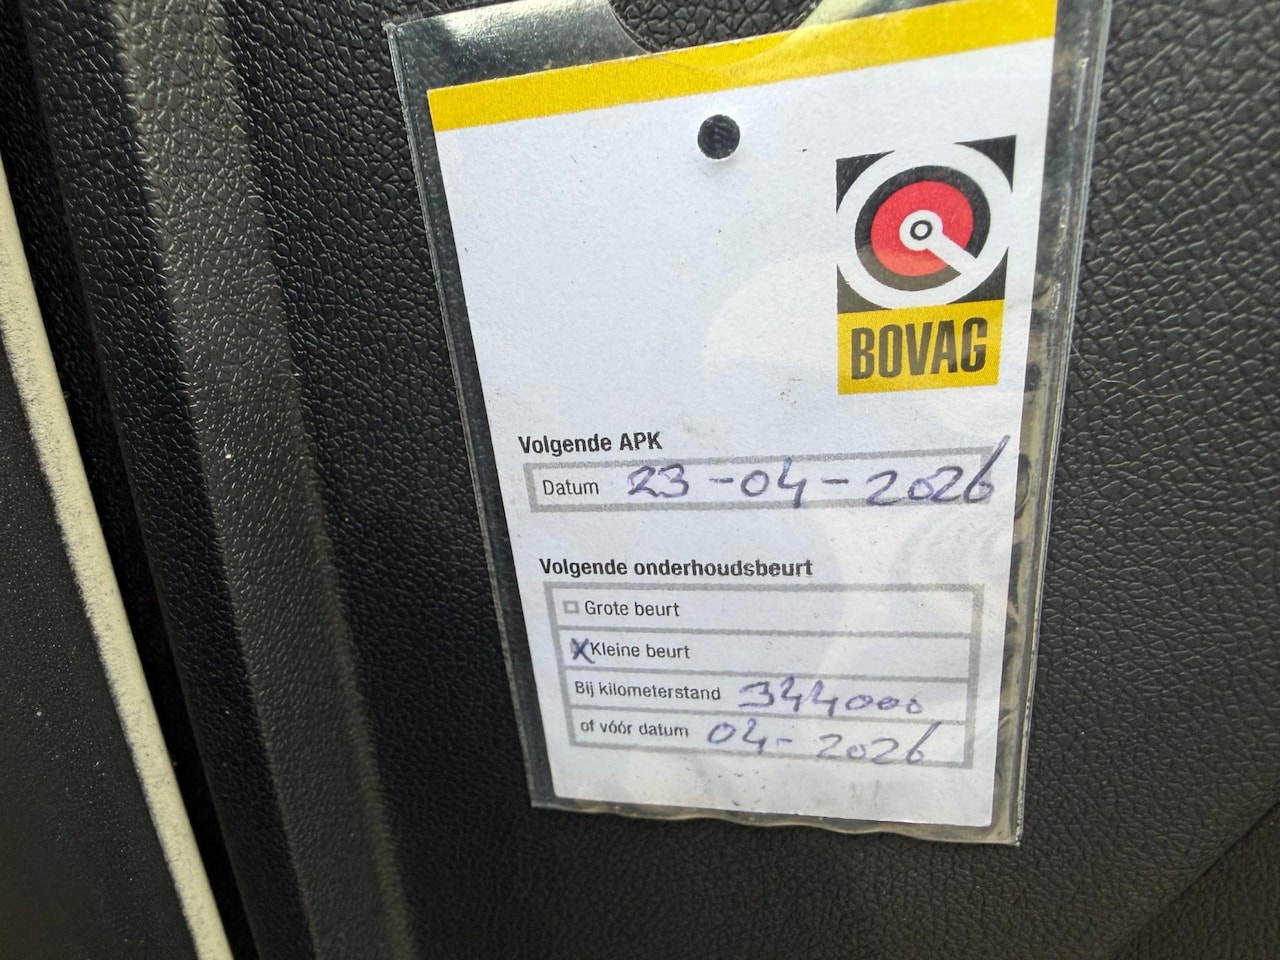 BOVAG
Volgende APK
Datum 23-04-2026
Volgende onderhoudsbeurt
Grote beurt
X Kleine beurt
Bij kilometerstand 344000
of vóór datum 04-2026